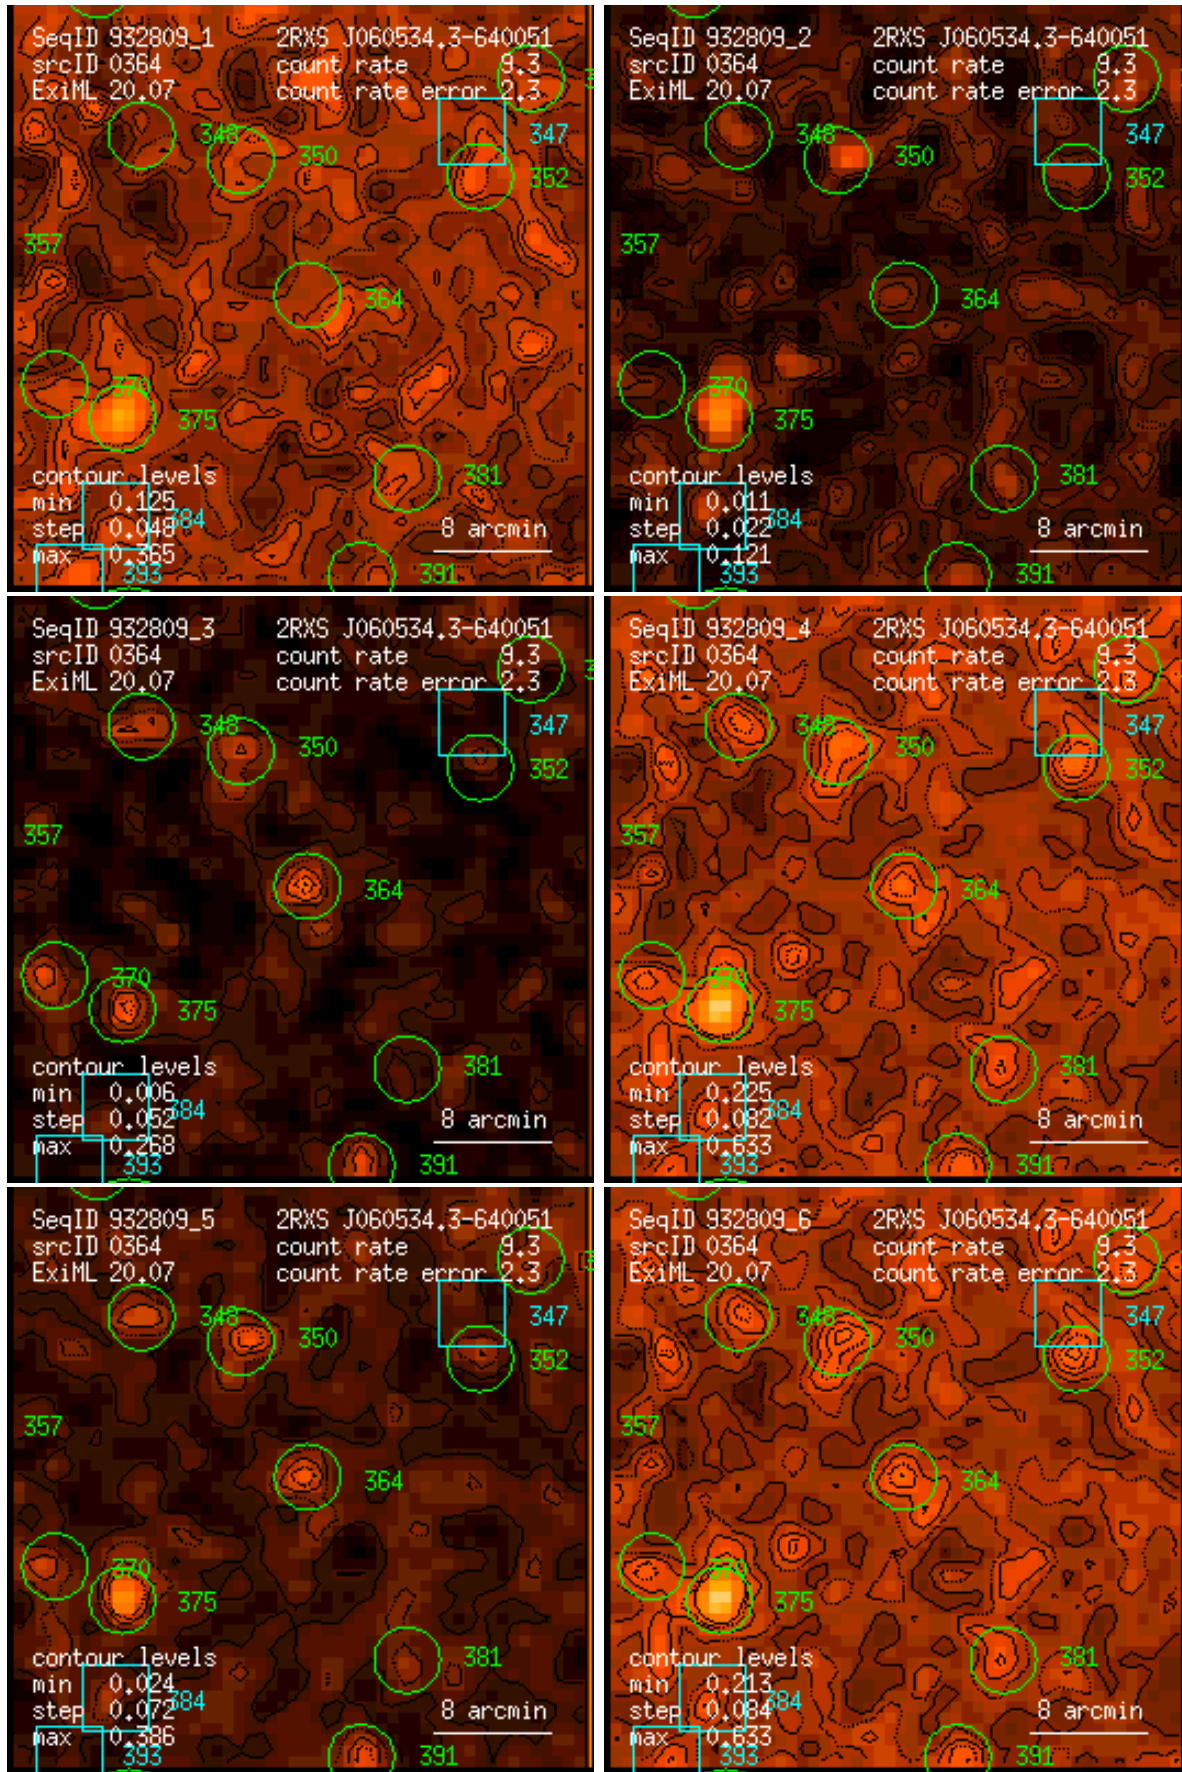 SeqID 932809_1 2RXS J060534.3-640051
srcID 0364 count rate 9.3
ExiML 20.07 count rate error 2.3
348 350 347
352
357
364
370
375
381
contour levels
min 0.125
step 0.048 384
max 0.365
8 arcmin
393 391
SeqID 932809_2 2RXS J060534.3-640051
srcID 0364 count rate 9.3
ExiML 20.07 count rate error 2.3
348 350 347
352
357
364
370
375
381
contour levels
min 0.011
step 0.022 384
max 0.121
8 arcmin
393 391
SeqID 932809_3 2RXS J060534.3-640051
srcID 0364 count rate 9.3
ExiML 20.07 count rate error 2.3
348 350 347
352
357
364
370
375
381
contour levels
min 0.006
step 0.052 384
max 0.268
8 arcmin
393 391
SeqID 932809_4 2RXS J060534.3-640051
srcID 0364 count rate 9.3
ExiML 20.07 count rate error 2.3
348 350 347
352
357
364
370
375
381
contour levels
min 0.225
step 0.082 384
max 0.633
8 arcmin
393 391
SeqID 932809_5 2RXS J060534.3-640051
srcID 0364 count rate 9.3
ExiML 20.07 count rate error 2.3
348 350 347
352
357
364
370
375
381
contour levels
min 0.024
step 0.072 384
max 0.386
8 arcmin
393 391
SeqID 932809_6 2RXS J060534.3-640051
srcID 0364 count rate 9.3
ExiML 20.07 count rate error 2.3
348 350 347
352
357
364
370
375
381
contour levels
min 0.213
step 0.084 384
max 0.633
8 arcmin
393 391